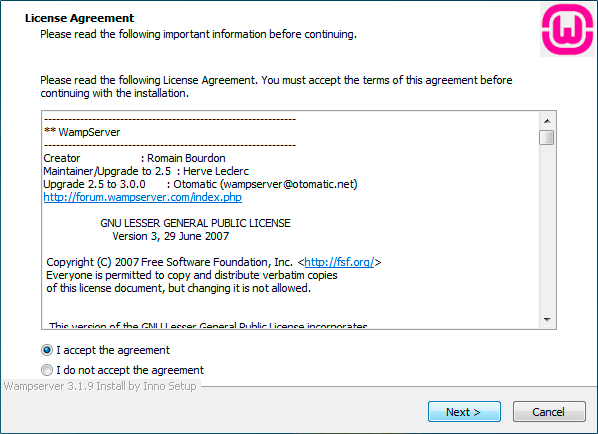 License Agreement
Please read the following important information before continuing.
Please read the following License Agreement. You must accept the terms of this agreement before
continuing with the installation.
------------------------------------------------------------
** WampServer
------------------------------------------------------------
Creator : Romain Bourdon
Maintainer/Upgrade to 2.5 : Herve Leclerc
Upgrade 2.5 to 3.0.0 : Otomatic (wampserver@otomatic.net)
http://forum.wampserver.com/index.php
GNU LESSER GENERAL PUBLIC LICENSE
Version 3, 29 June 2007
Copyright (C) 2007 Free Software Foundation, Inc. <http://fsf.org/>
Everyone is permitted to copy and distribute verbatim copies
of this license document, but changing it is not allowed.
This version of the GNU Lesser General Public License incorporates
I accept the agreement
I do not accept the agreement
Wampserver 3.1.9 Install by Inno Setup
Next >
Cancel